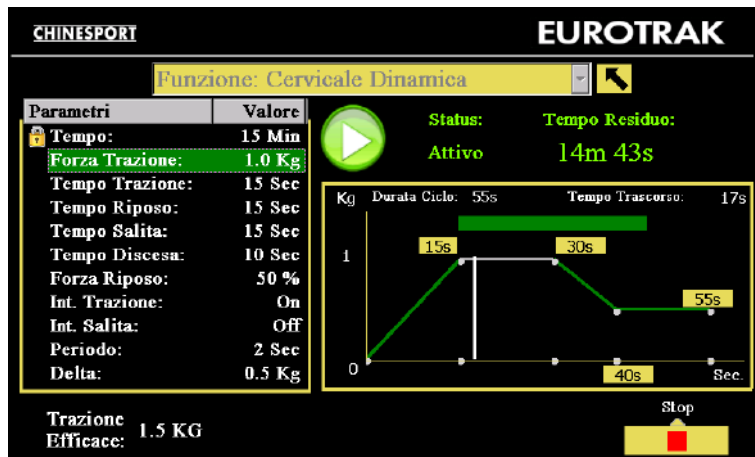 CHINESPORT
EUROTRAK
Funzione: Cervicale Dinamica
Parametri Valore
Tempo: 15 Min
Forza Trazione: 1.0 Kg
Tempo Trazione: 15 Sec
Tempo Riposo: 15 Sec
Tempo Salita: 15 Sec
Tempo Discesa: 10 Sec
Forza Riposo: 50 %
Int. Trazione: On
Int. Salita: Off
Periodo: 2 Sec
Delta: 0.5 Kg
Status: Tempo Residuo:
Attivo 14m 43s
Kg Durata Ciclo: 55s Tempo Trascorso: 17s
15s 30s
1
55s
0 40s Sec.
Trazione
Efficace: 1.5 KG
Stop